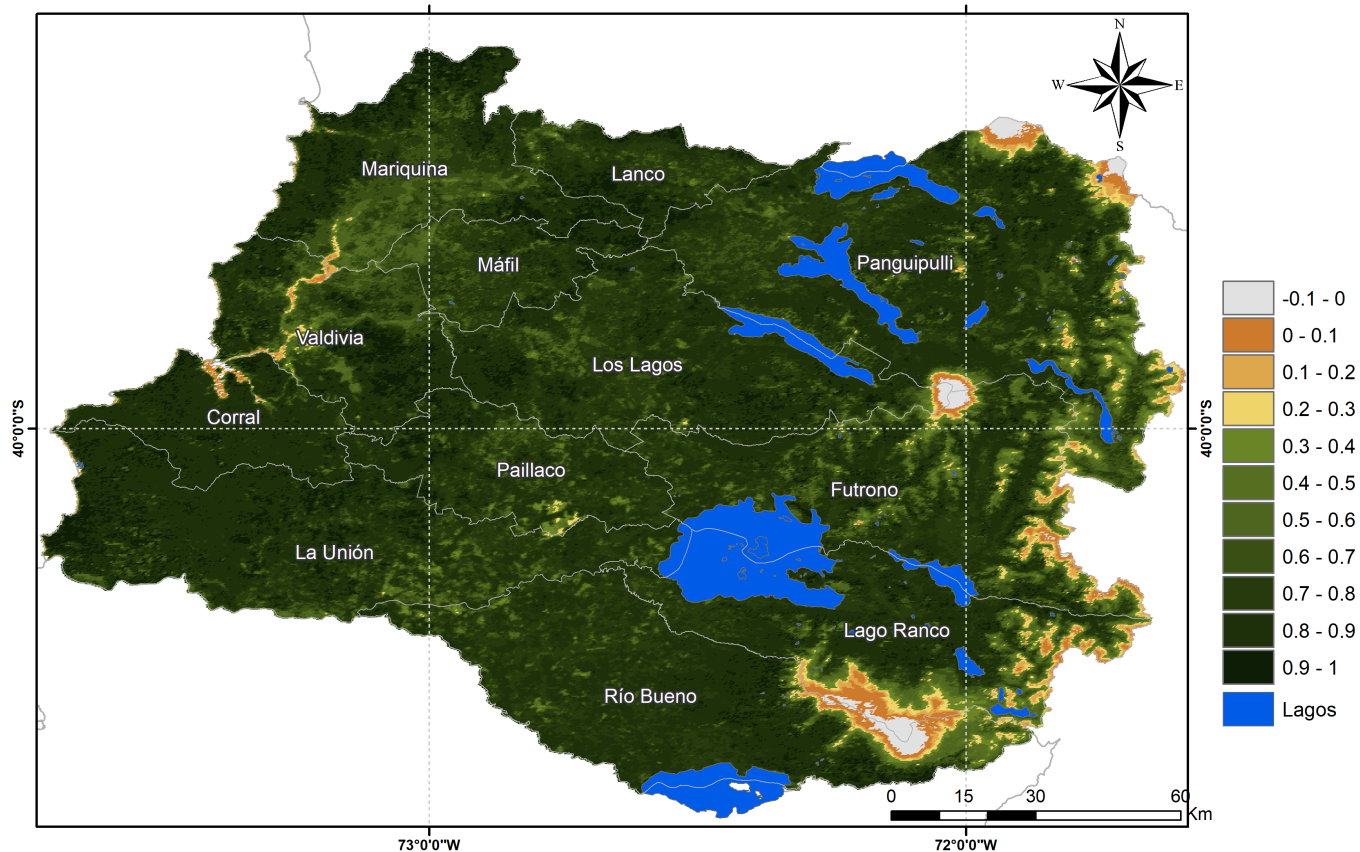 N
W
E
S
Mariquina
Lanco
Máfil
Panguipulli
Valdivia
Los Lagos
Corral
Paillaco
Futrono
La Unión
Lago Ranco
Río Bueno
40°0'0"S
40°0'0"S
73°0'0"W
72°0'0"W
0
15
30
60
Km
-0.1 - 0
0 - 0.1
0.1 - 0.2
0.2 - 0.3
0.3 - 0.4
0.4 - 0.5
0.5 - 0.6
0.6 - 0.7
0.7 - 0.8
0.8 - 0.9
0.9 - 1
Lagos